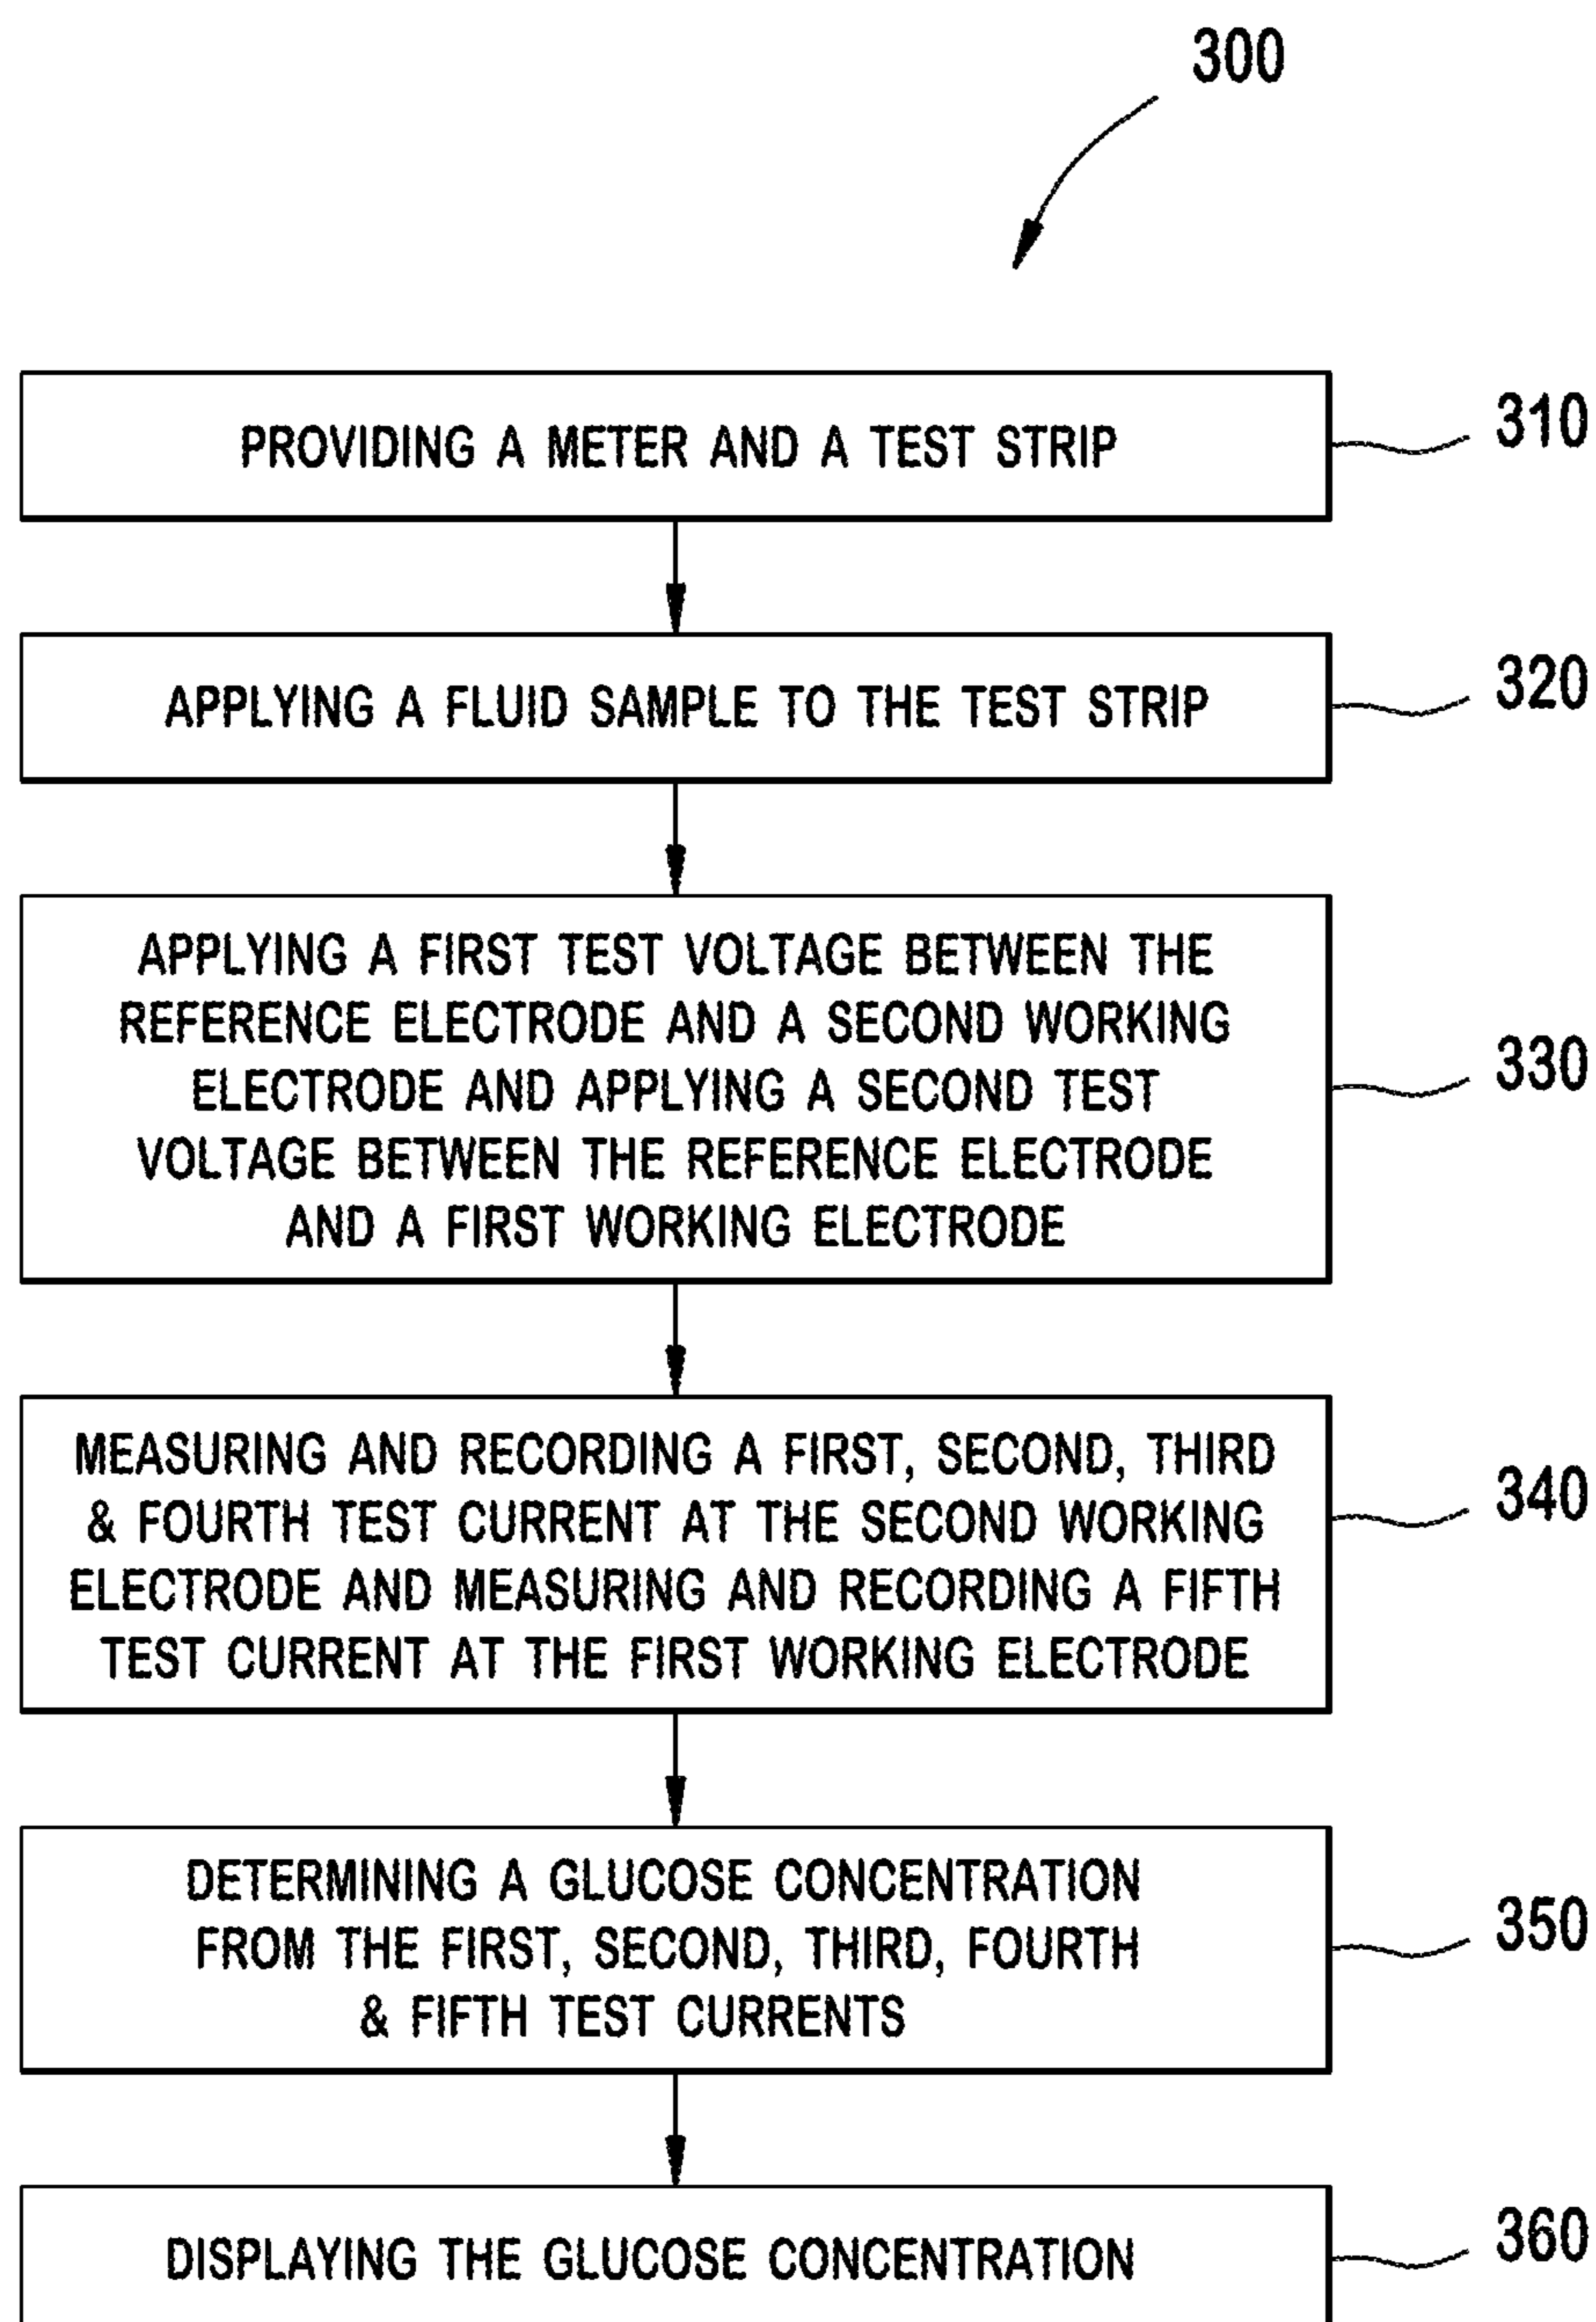 300
PROVIDING A METER AND A TEST STRIP
310
APPLYING A FLUID SAMPLE TO THE TEST STRIP
320
APPLYING A FIRST TEST VOLTAGE BETWEEN THE
REFERENCE ELECTRODE AND A SECOND WORKING
ELECTRODE AND APPLYING A SECOND TEST
VOLTAGE BETWEEN THE REFERENCE ELECTRODE
AND A FIRST WORKING ELECTRODE
330
MEASURING AND RECORDING A FIRST, SECOND, THIRD
& FOURTH TEST CURRENT AT THE SECOND WORKING
ELECTRODE AND MEASURING AND RECORDING A FIFTH
TEST CURRENT AT THE FIRST WORKING ELECTRODE
340
DETERMINING A GLUCOSE CONCENTRATION
FROM THE FIRST, SECOND, THIRD, FOURTH
& FIFTH TEST CURRENTS
350
DISPLAYING THE GLUCOSE CONCENTRATION
360